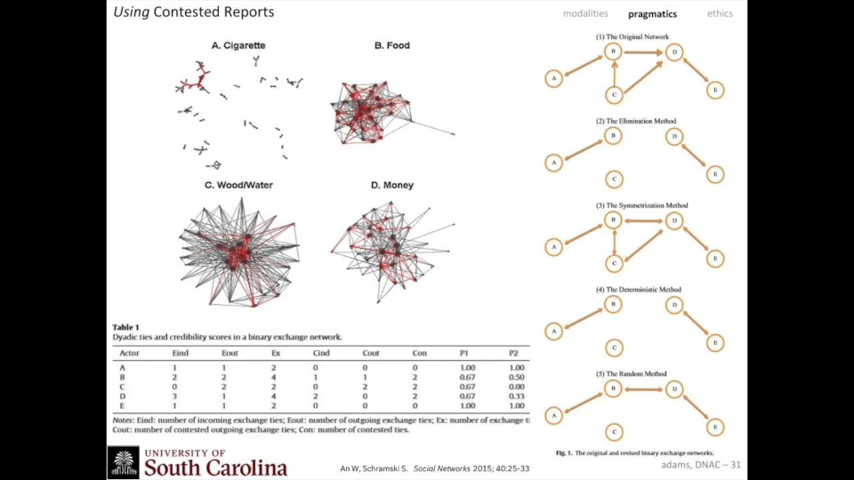 Using Contested Reports
modalities pragmatics ethics
A. Cigarette
B. Food
C. Wood/Water
D. Money
(1) The Original Network
A
B
C
D
E
(2) The Elimination Method
A
B
C
D
E
(3) The Symmetrization Method
A
B
C
D
E
(4) The Deterministic Method
A
B
C
D
E
(5) The Random Method
A
B
C
D
E
Fig. 1. The original and revised binary exchange networks.
Table 1
Dyadic ties and credibility scores in a binary exchange network.
Actor Eind Eout Ex Cind Cout Con P1 P2
A 1 1 2 0 0 0 1.00 1.00
B 2 2 4 1 1 2 0.67 0.50
C 0 2 2 0 2 2 0.67 0.00
D 3 1 4 2 0 2 0.67 0.33
E 1 1 2 0 0 0 1.00 1.00
Notes: Eind: number of incoming exchange ties; Eout: number of outgoing exchange ties; Ex: number of exchange t
Cout: number of contested outgoing exchange ties; Con: number of contested ties.
UNIVERSITY OF
South Carolina
An W, Schramski S. Social Networks 2015; 40:25-33
adams, DNAC – 31